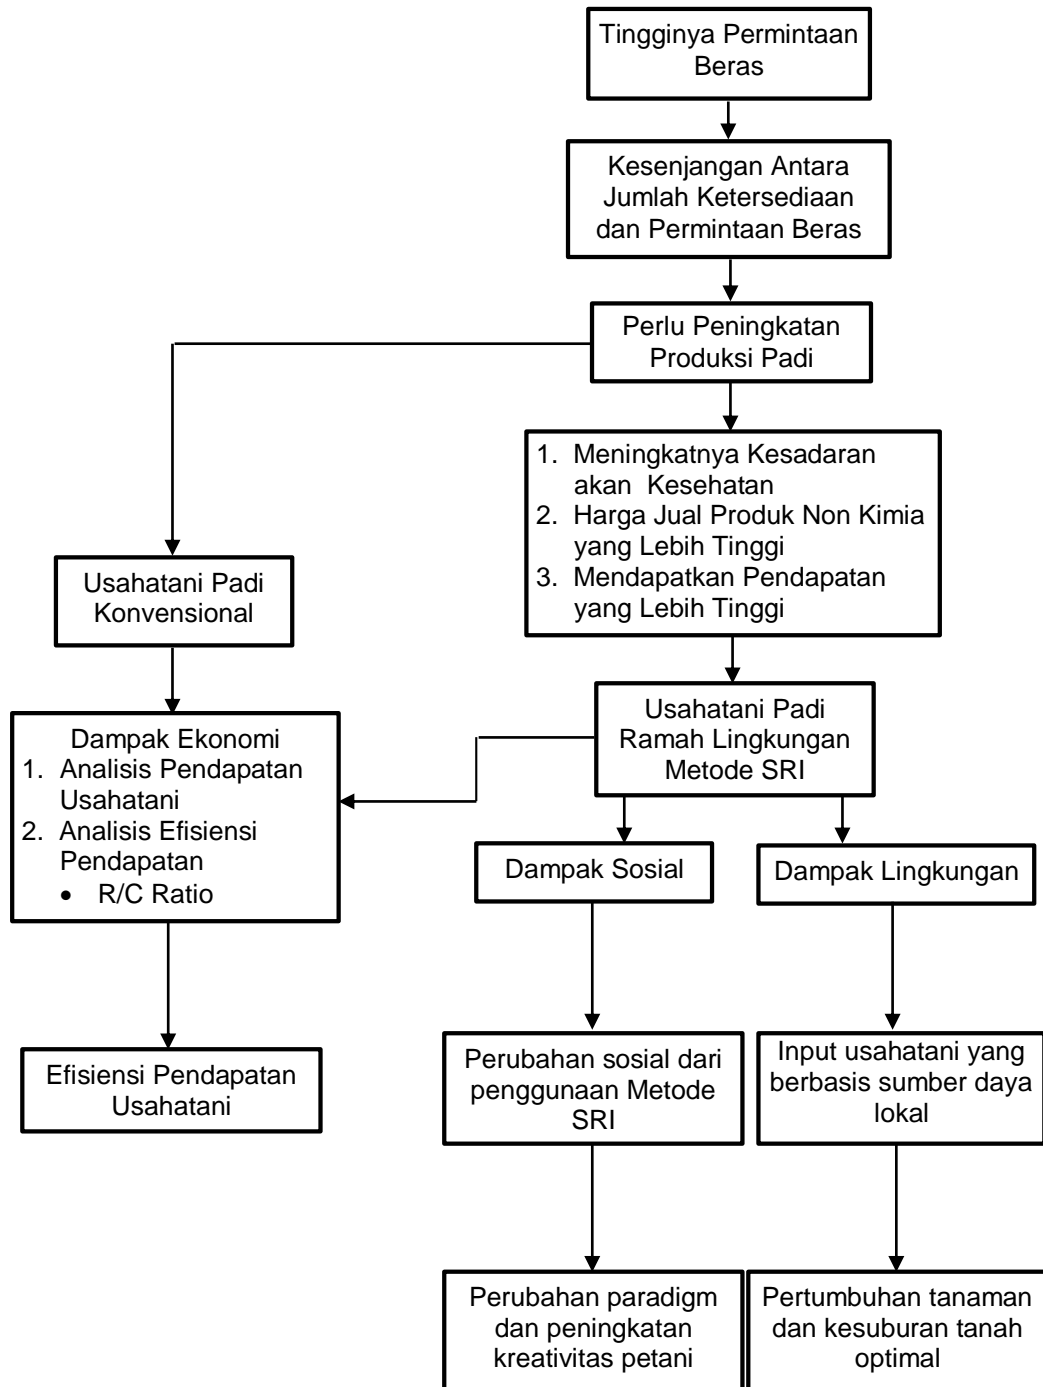 Tingginya Permintaan
Beras
Kesenjangan Antara
Jumlah Ketersediaan
dan Permintaan Beras
Perlu Peningkatan
Produksi Padi
1. Meningkatnya Kesadaran
akan Kesehatan
2. Harga Jual Produk Non Kimia
yang Lebih Tinggi
3. Mendapatkan Pendapatan
yang Lebih Tinggi
Usahatani Padi
Konvensional
Usahatani Padi
Ramah Lingkungan
Metode SRI
Dampak Ekonomi
1. Analisis Pendapatan
Usahatani
2. Analisis Efisiensi
Pendapatan
• R/C Ratio
Dampak Sosial
Dampak Lingkungan
Efisiensi Pendapatan
Usahatani
Perubahan sosial dari
penggunaan Metode
SRI
Input usahatani yang
berbasis sumber daya
lokal
Perubahan paradigm
dan peningkatan
kreativitas petani
Pertumbuhan tanaman
dan kesuburan tanah
optimal